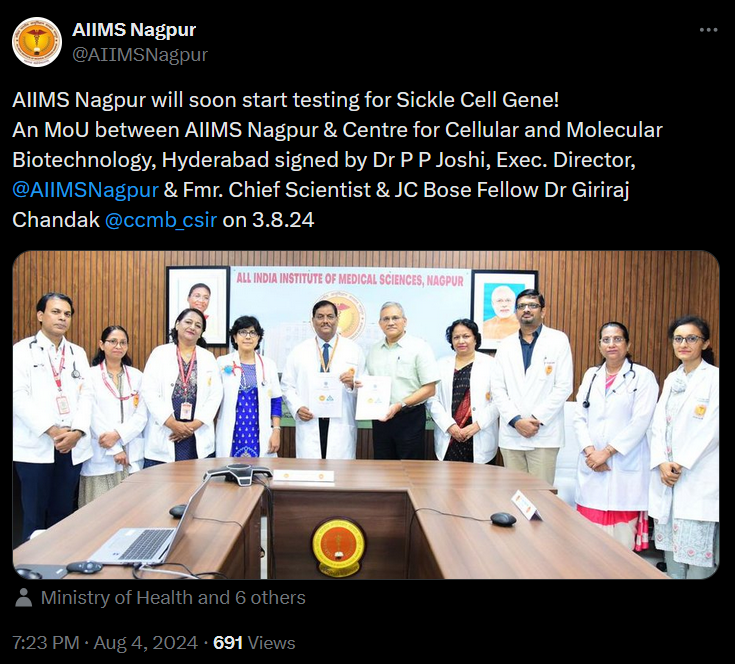 AIIMS Nagpur
@AIIMSNagpur
AIIMS Nagpur will soon start testing for Sickle Cell Gene!
An MoU between AIIMS Nagpur & Centre for Cellular and Molecular
Biotechnology, Hyderabad signed by Dr P P Joshi, Exec. Director,
@AIIMSNagpur & Fmr. Chief Scientist & JC Bose Fellow Dr Giriraj
Chandak @ccmb_csir on 3.8.24
ALL INDIA INSTITUTE OF MEDICAL SCIENCES, NAGPUR
Ministry of Health and 6 others
7:23 PM · Aug 4, 2024 · 691 Views